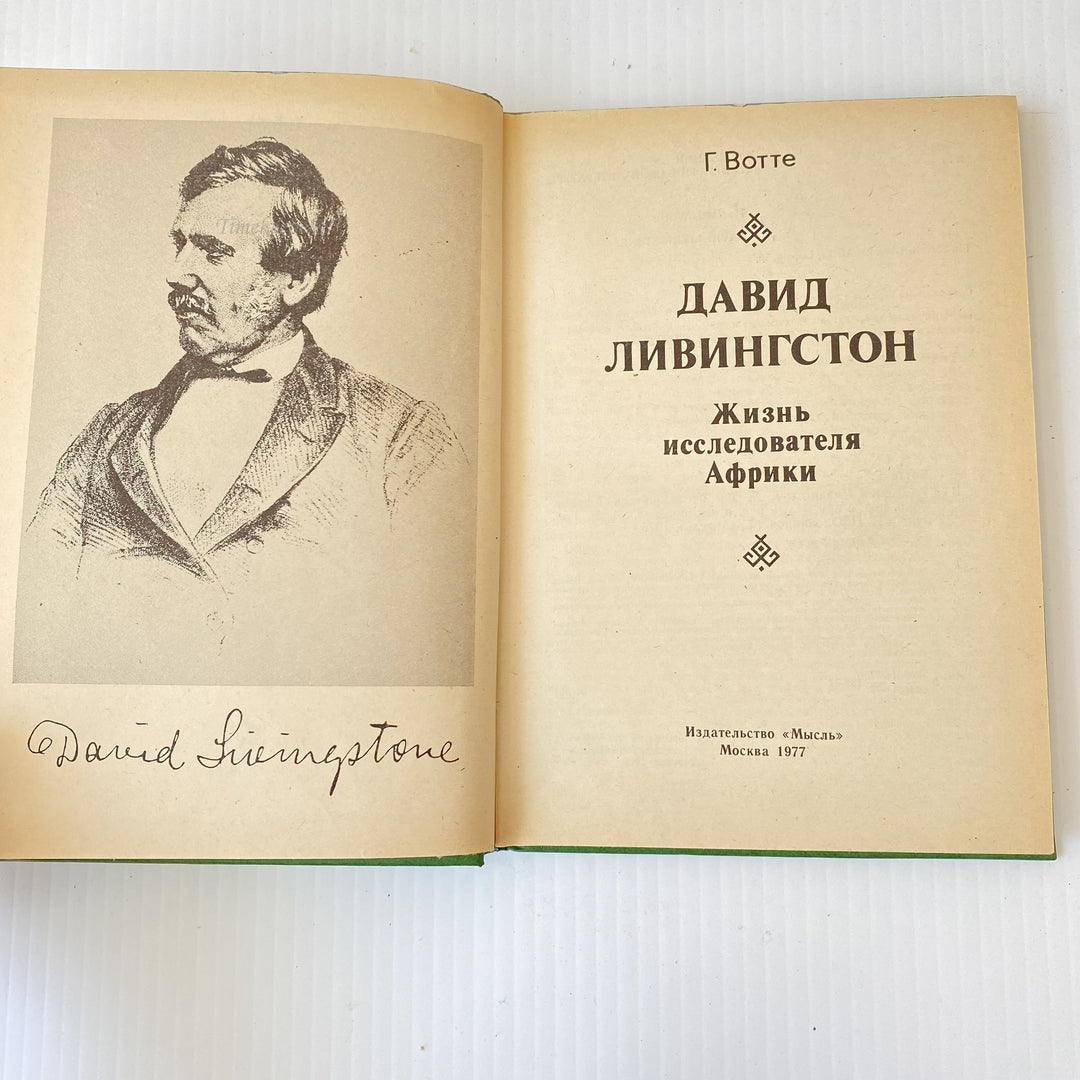 David Livingstone
Г. Вотте
ДАВИД
ЛИВИНГСТОН
Жизнь
исследователя
Африки
Издательство «Мысль»
Москва 1977